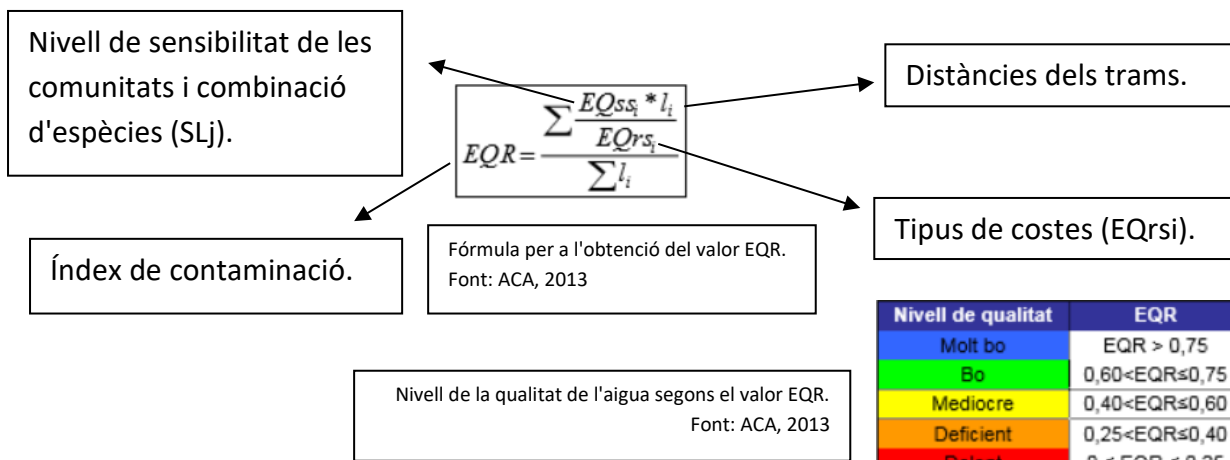 Nivell de sensibilitat de les
comunitats i combinació
d'espècies (SLj).
Distàncies dels trams.
EQR = (∑ (EQss_i * l_i / EQrs_i)) / ∑ l_i
Índex de contaminació.
Tipus de costes (EQrsi).
Fórmula per a l'obtenció del valor EQR.
Font: ACA, 2013
Nivell de qualitat EQR
Molt bo EQR > 0,75
Bo 0,60<EQR≤0,75
Mediocre 0,40<EQR≤0,60
Deficient 0,25<EQR≤0,40
Nivell de la qualitat de l'aigua segons el valor EQR.
Font: ACA, 2013